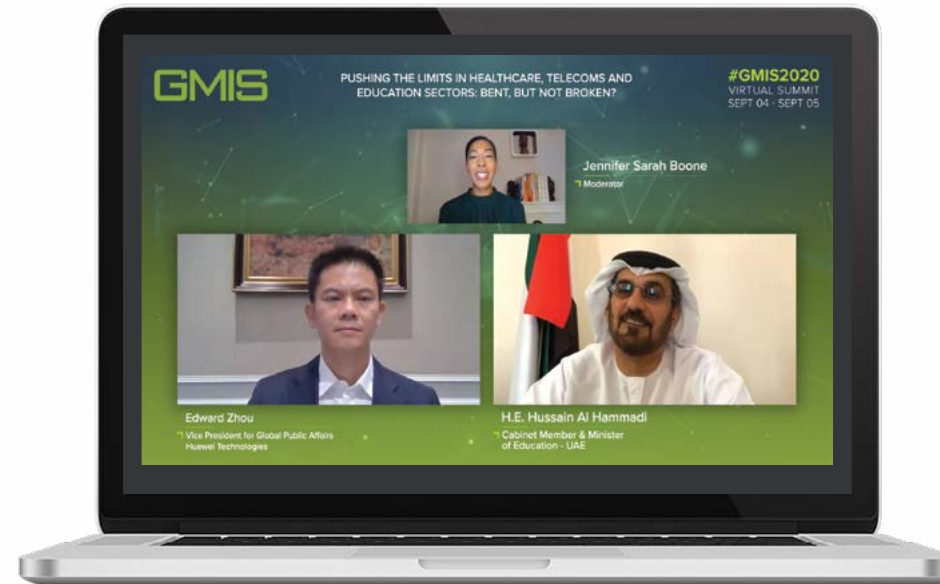 GMIS
PUSHING THE LIMITS IN HEALTHCARE, TELECOMS AND
EDUCATION SECTORS: BENT, BUT NOT BROKEN?
#GMIS2020
VIRTUAL SUMMIT
SEPT 04 - SEPT 05
Jennifer Sarah Boone
Moderator
Edward Zhou
Vice President for Global Public Affairs
Huawei Technologies
H.E. Hussain Al Hammadi
Cabinet Member & Minister
of Education - UAE